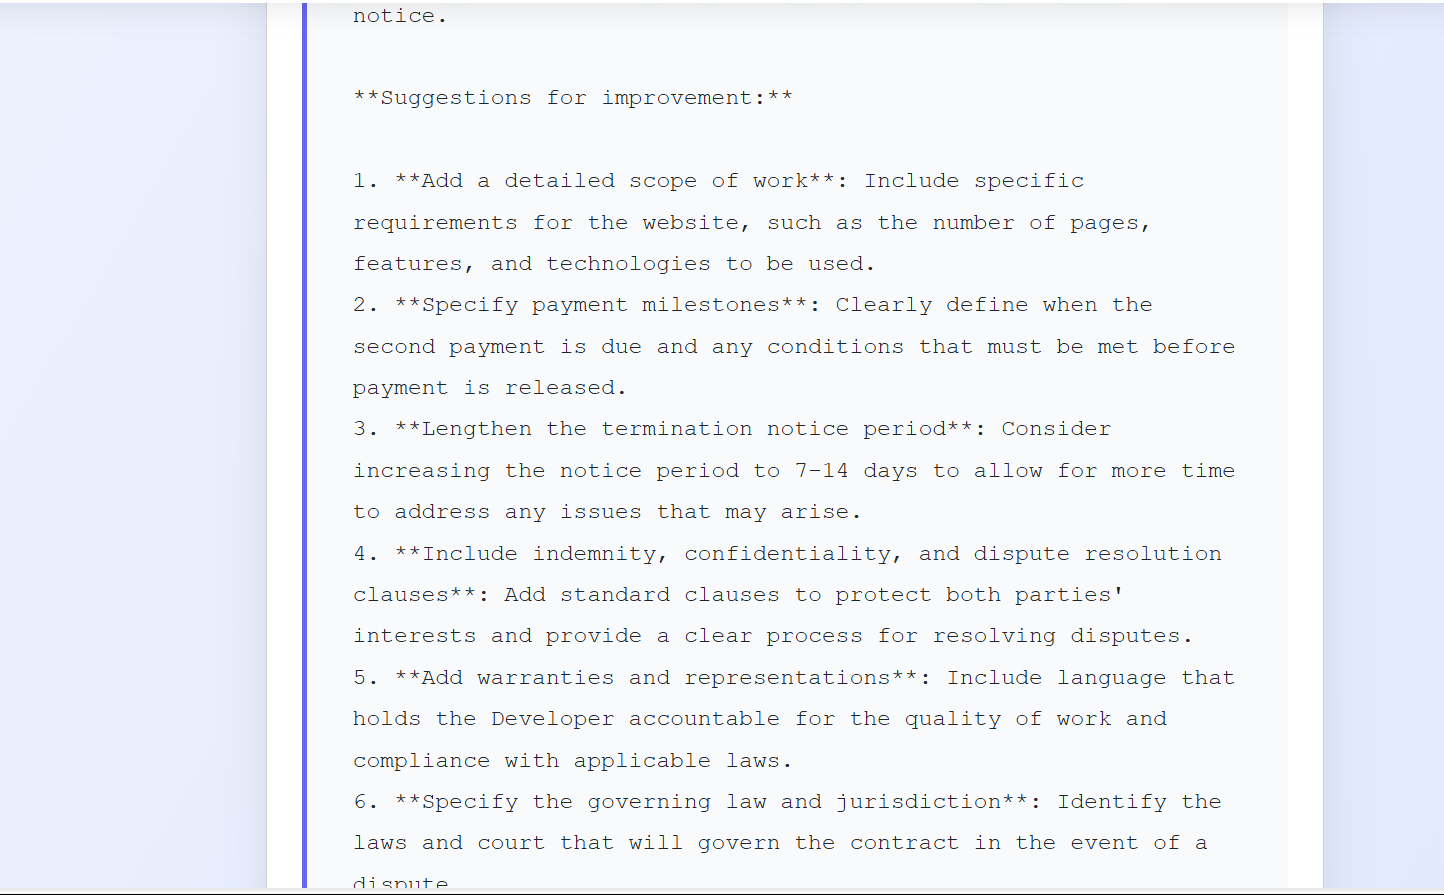 notice.
**Suggestions for improvement:**
1. **Add a detailed scope of work**: Include specific
requirements for the website, such as the number of pages,
features, and technologies to be used.
2. **Specify payment milestones**: Clearly define when the
second payment is due and any conditions that must be met before
payment is released.
3. **Lengthen the termination notice period**: Consider
increasing the notice period to 7-14 days to allow for more time
to address any issues that may arise.
4. **Include indemnity, confidentiality, and dispute resolution
clauses**: Add standard clauses to protect both parties'
interests and provide a clear process for resolving disputes.
5. **Add warranties and representations**: Include language that
holds the Developer accountable for the quality of work and
compliance with applicable laws.
6. **Specify the governing law and jurisdiction**: Identify the
laws and court that will govern the contract in the event of a
dispute